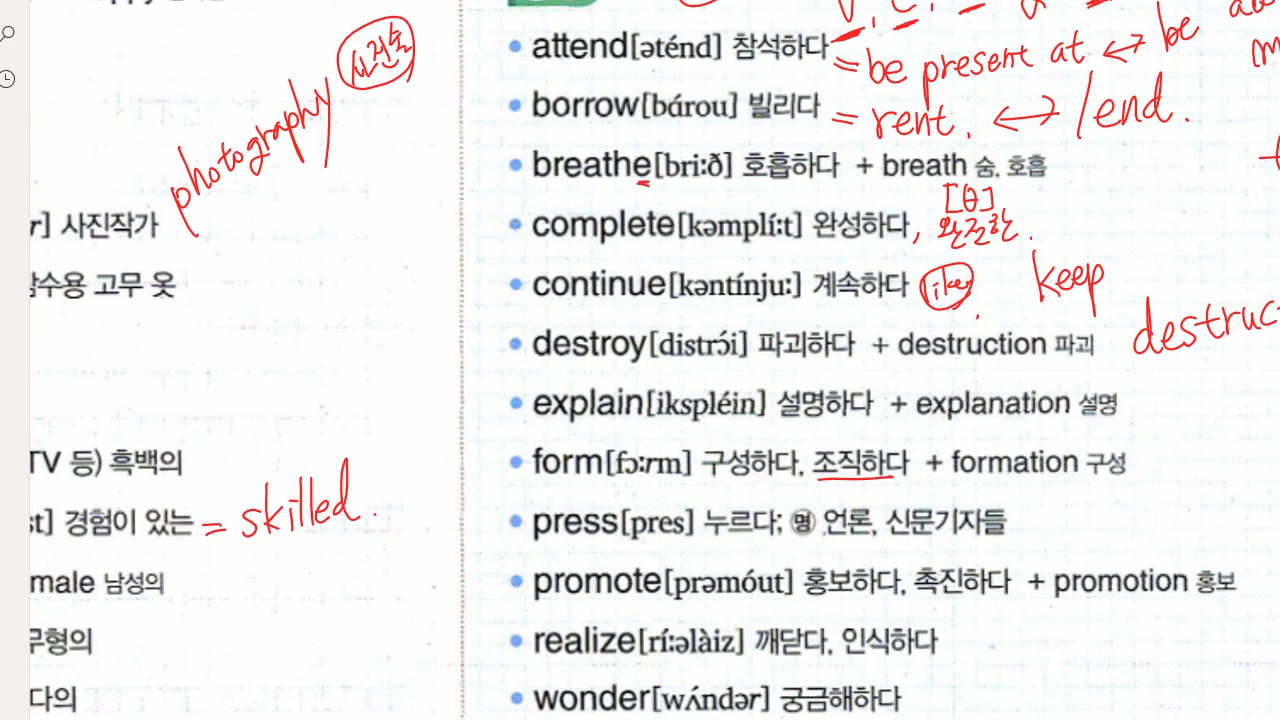 사진술
photography
r] 사진작가
잠수용 고무 옷
TV 등) 흑백의
st] 경험이 있는 = skilled.
male 남성의
무형의
다의
attend[əténd] 참석하다 = be present at ↔ be
borrow[bárou] 빌리다 = rent. ↔ lend.
breathe[bri:ð] 호흡하다 + breath 숨, 호흡
[θ]
complete[kəmplí:t] 완성하다, 완전한.
continue[kəntínju:] 계속하다 keep
destroy[distrɔ́i] 파괴하다 + destruction 파괴 destruc
explain[ikspléin] 설명하다 + explanation 설명
form[fɔ:rm] 구성하다, 조직하다 + formation 구성
press[pres] 누르다; 명 언론, 신문기자들
promote[prəmóut] 홍보하다, 촉진하다 + promotion 홍보
realize[rí:əlàiz] 깨닫다, 인식하다
wonder[wʌ́ndər] 궁금해하다